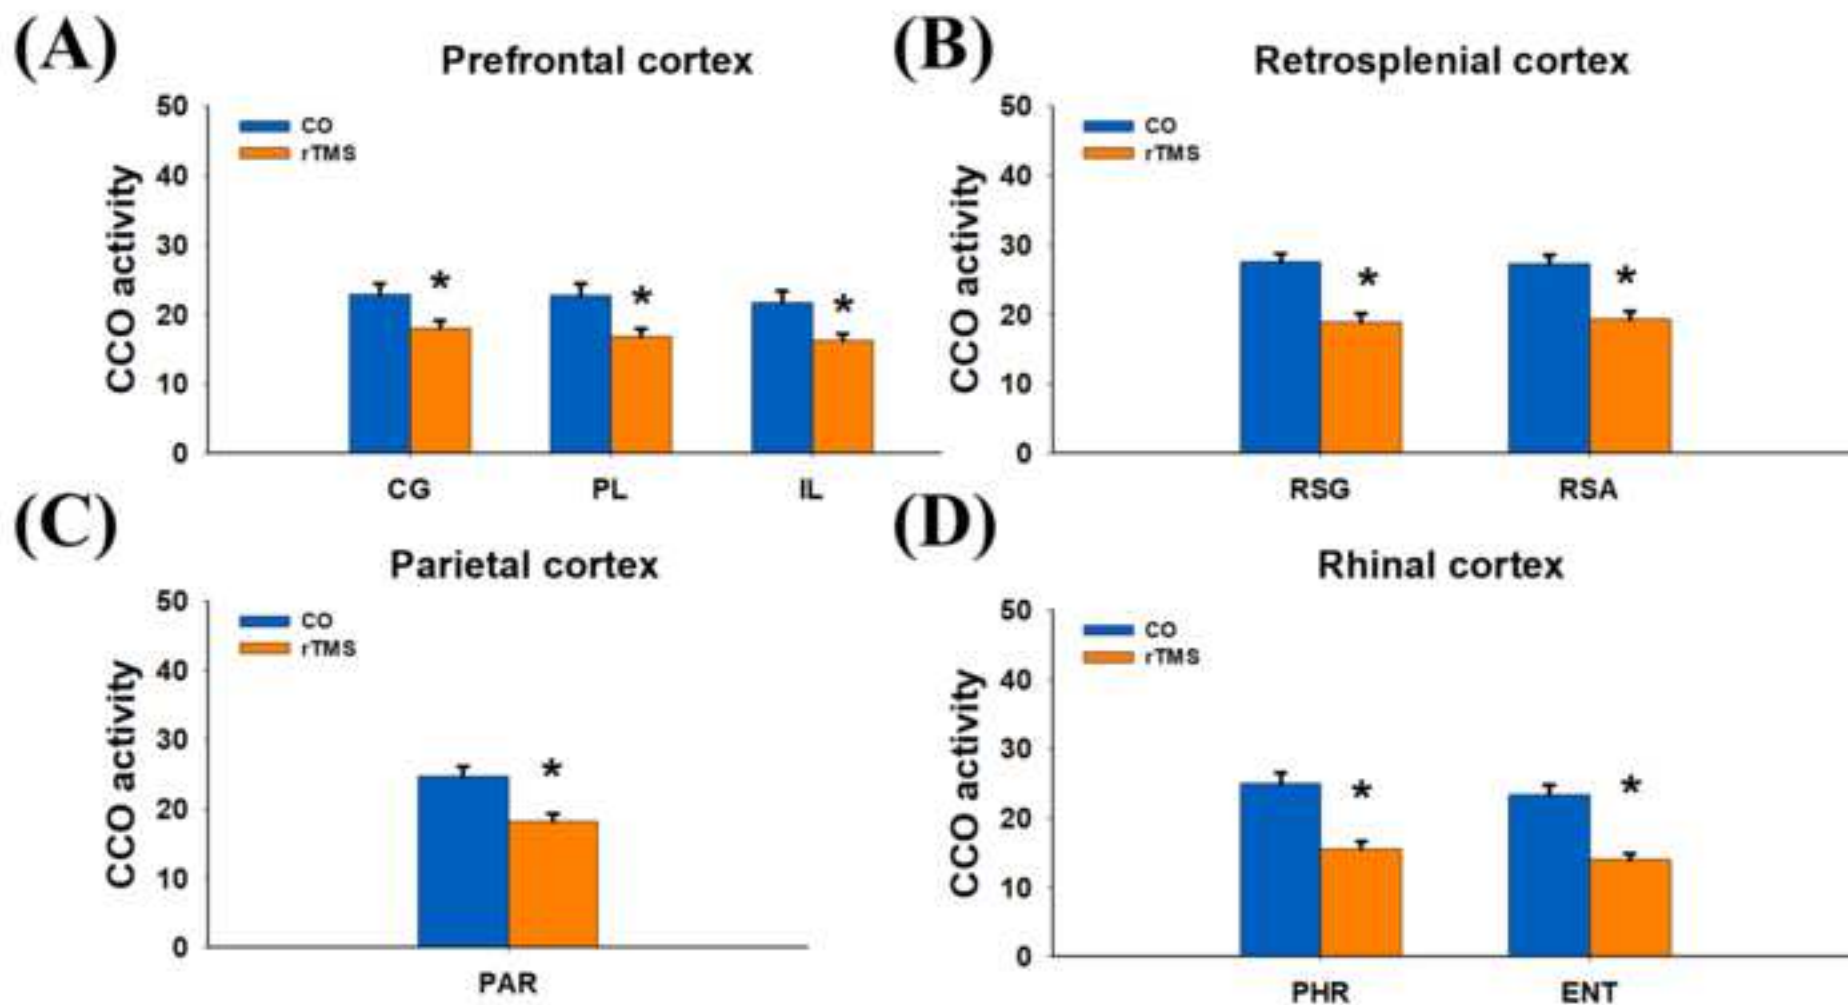 (A)
Prefrontal cortex
50
40
30
20
10
0
CCO activity
CO
rTMS
*
*
*
CG PL IL
(B)
Retrosplenial cortex
50
40
30
20
10
0
CCO activity
CO
rTMS
*
*
RSG RSA
(C)
Parietal cortex
50
40
30
20
10
0
CCO activity
CO
rTMS
*
PAR
(D)
Rhinal cortex
50
40
30
20
10
0
CCO activity
CO
rTMS
*
*
PHR ENT